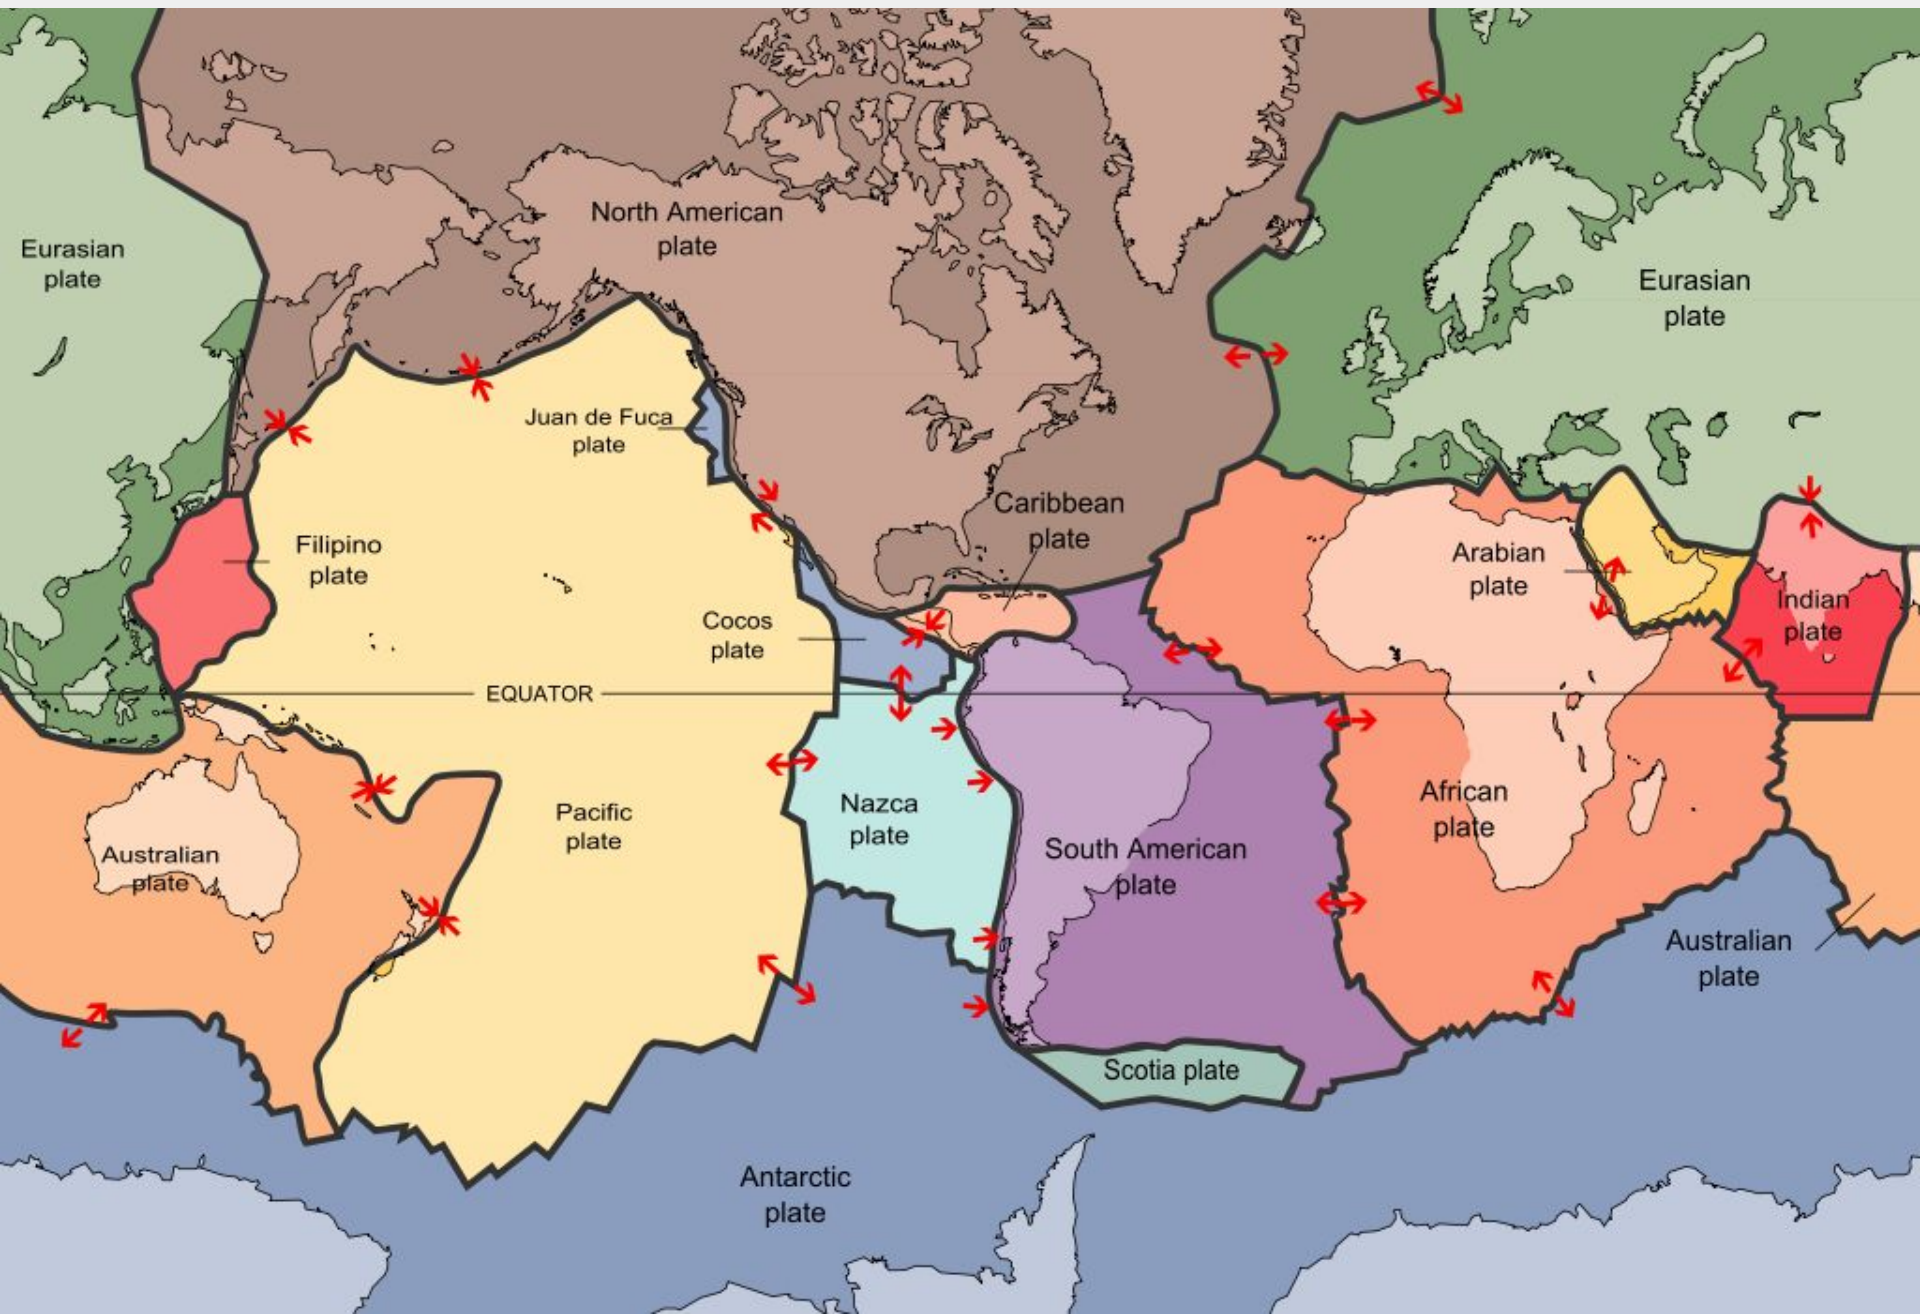 North American
plate
Eurasian
plate
Eurasian
plate
Juan de Fuca
plate
Caribbean
plate
Filipino
plate
Arabian
plate
Indian
plate
Cocos
plate
EQUATOR
Nazca
plate
African
plate
Pacific
plate
South American
plate
Australian
plate
Australian
plate
Scotia plate
Antarctic
plate